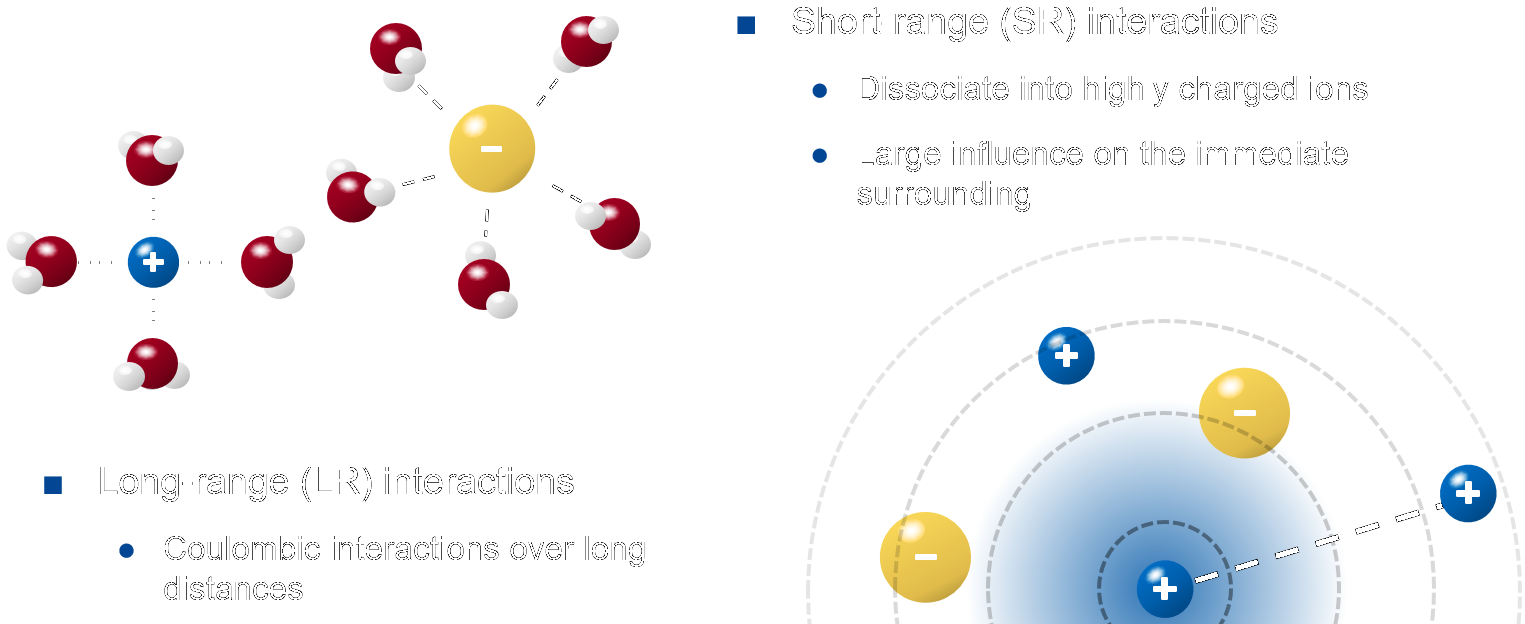 Short-range (SR) interactions
Dissociate into highly charged ions
Large influence on the immediate
surrounding
Long-range (LR) interactions
Coulombic interactions over long
distances